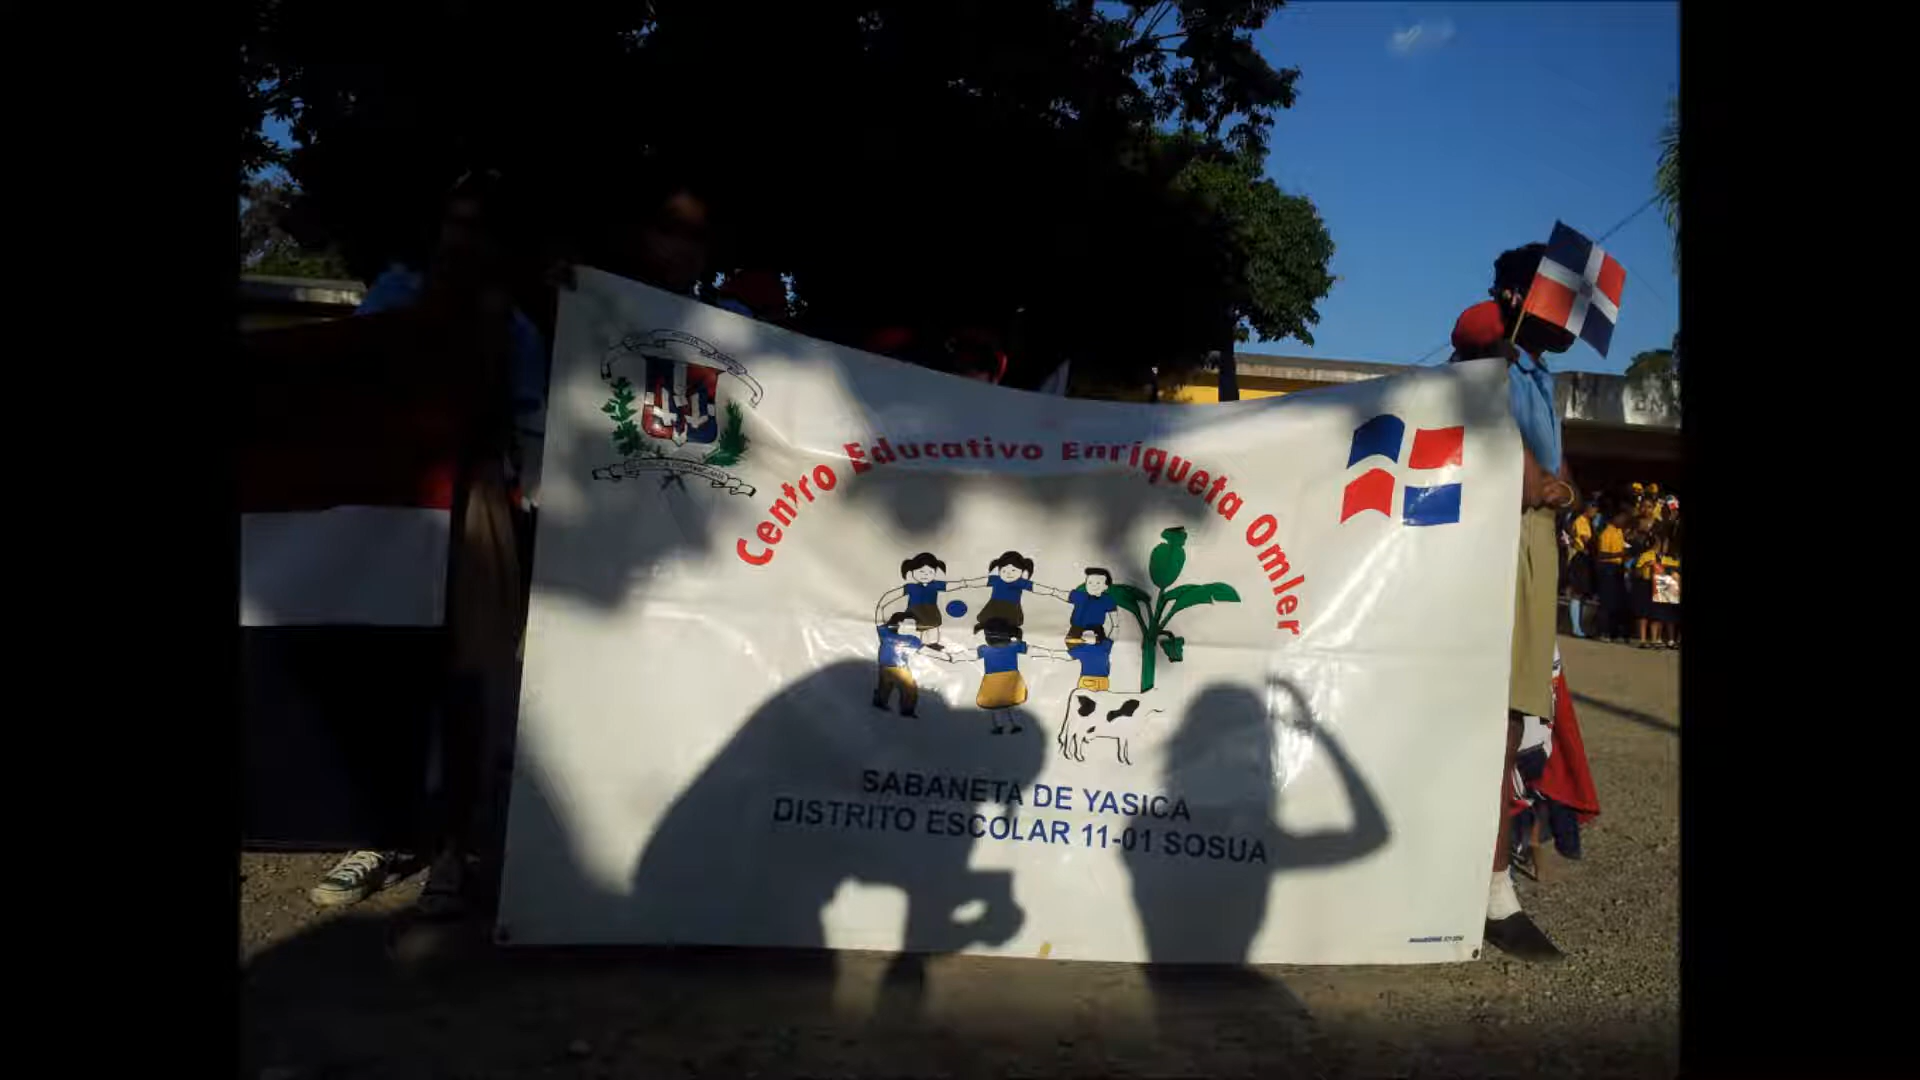 Centro Educativo Enriqueta Omler
SABANETA DE YASICA
DISTRITO ESCOLAR 11-01 SOSUA